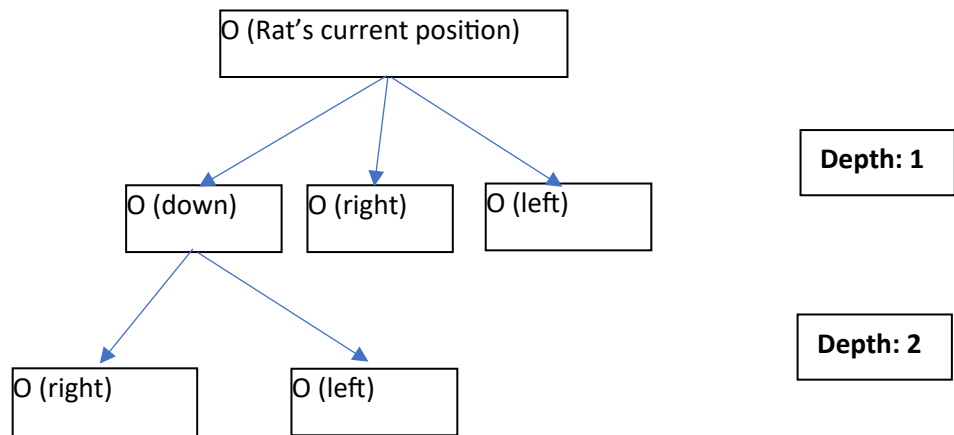 O (Rat’s current position)
Depth: 1
O (down)
O (right)
O (left)
Depth: 2
O (right)
O (left)